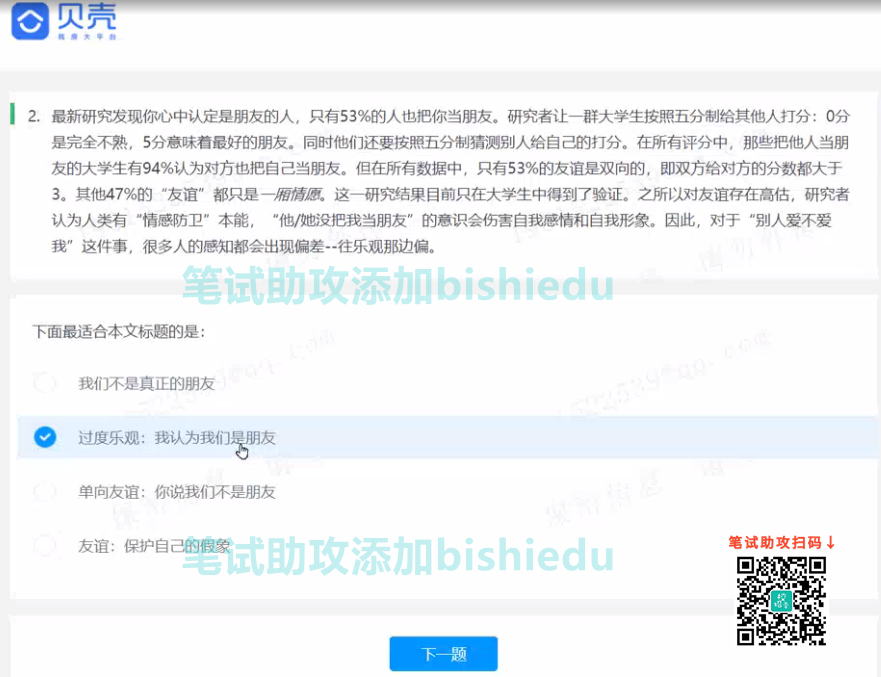 贝壳
找房大平台
2. 最新研究发现你心中认定是朋友的人，只有53%的人也把你当朋友。研究者让一群大学生按照五分制给其他人打分：0分
是完全不熟，5分意味着最好的朋友。同时他们还要按照五分制猜测别人给自己的打分。在所有评分中，那些把他人当朋
友的大学生有94%认为对方也把自己当朋友。但在所有数据中，只有53%的友谊是双向的，即双方给对方的分数都大于
3。其他47%的“友谊”都只是一厢情愿。这一研究结果目前只在大学生中得到了验证。之所以对友谊存在高估，研究者
认为人类有“情感防卫”本能，“他/她没把我当朋友”的意识会伤害自我感情和自我形象。因此，对于“别人爱不爱
我”这件事，很多人的感知都会出现偏差--往乐观那边偏。
笔试助攻添加bishiedu
下面最适合本文标题的是：
我们不是真正的朋友
过度乐观：我认为我们是朋友
单向友谊：你说我们不是朋友
友谊：保护自己的假象
笔试助攻添加bishiedu
笔试助攻扫码↓
下一题